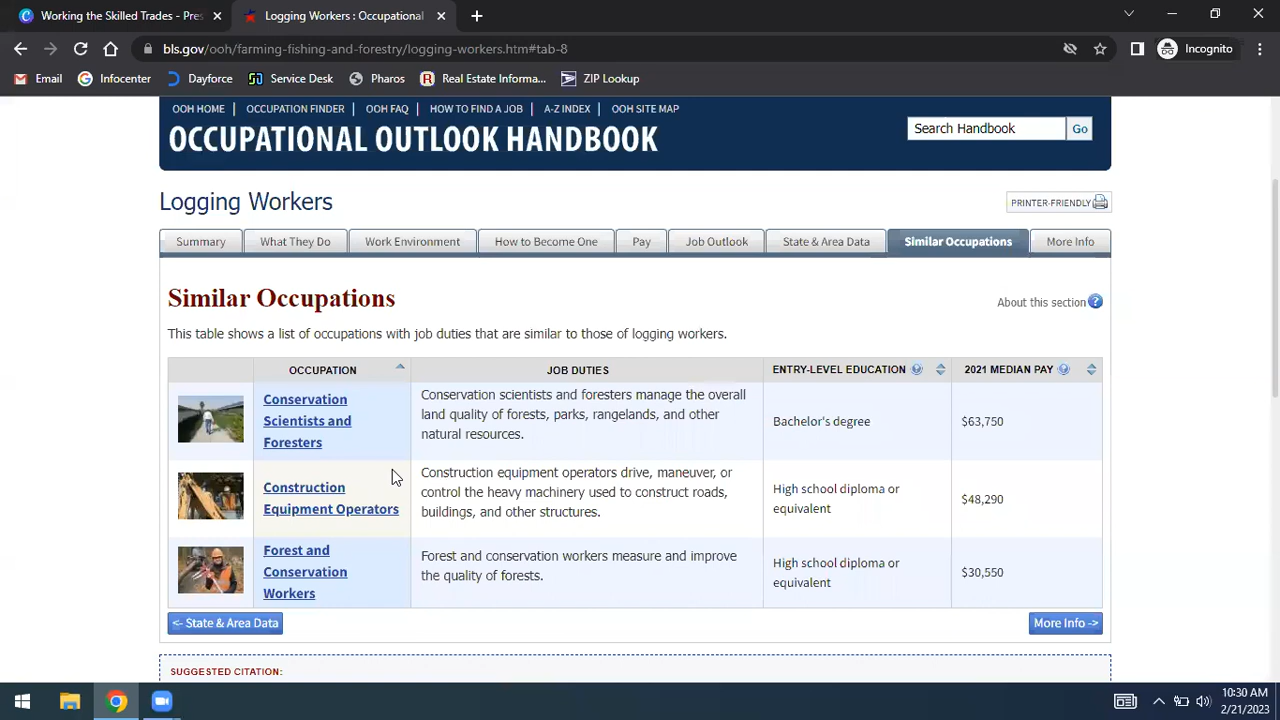 Working the Skilled Trades - Pres
Logging Workers : Occupational
bls.gov/ooh/farming-fishing-and-forestry/logging-workers.htm#tab-8
Incognito
Email
Infocenter
Dayforce
Service Desk
Pharos
Real Estate Informa...
ZIP Lookup
OOH HOME | OCCUPATION FINDER | OOH FAQ | HOW TO FIND A JOB | A-Z INDEX | OOH SITE MAP
OCCUPATIONAL OUTLOOK HANDBOOK
Search Handbook
Go
Logging Workers
PRINTER-FRIENDLY
Summary
What They Do
Work Environment
How to Become One
Pay
Job Outlook
State & Area Data
Similar Occupations
More Info
Similar Occupations
About this section
This table shows a list of occupations with job duties that are similar to those of logging workers.
OCCUPATION
JOB DUTIES
ENTRY-LEVEL EDUCATION
2021 MEDIAN PAY
Conservation
Scientists and
Foresters
Conservation scientists and foresters manage the overall
land quality of forests, parks, rangelands, and other
natural resources.
Bachelor's degree
$63,750
Construction
Equipment Operators
Construction equipment operators drive, maneuver, or
control the heavy machinery used to construct roads,
buildings, and other structures.
High school diploma or
equivalent
$48,290
Forest and
Conservation
Workers
Forest and conservation workers measure and improve
the quality of forests.
High school diploma or
equivalent
$30,550
<- State & Area Data
More Info ->
SUGGESTED CITATION:
10:30 AM
2/21/2023